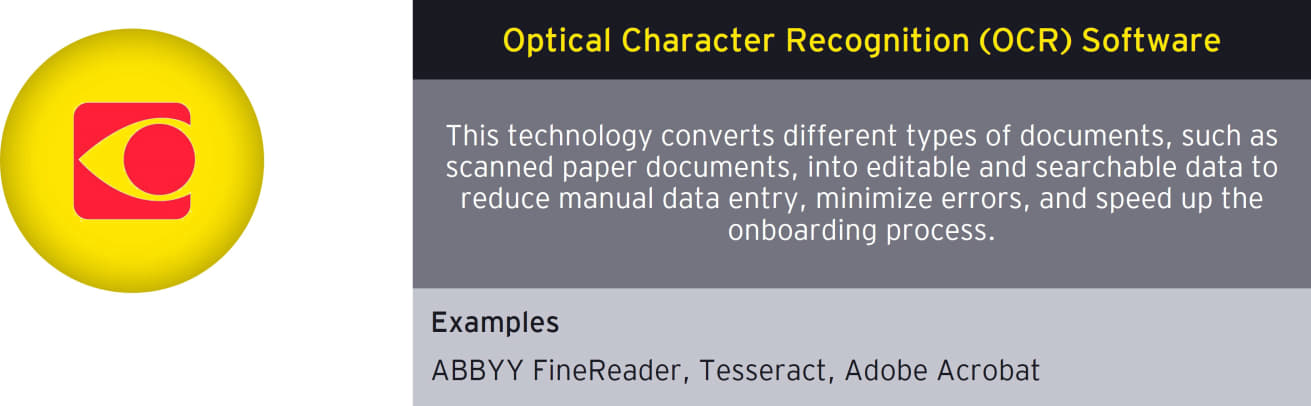 Optical Character Recognition (OCR) Software
This technology converts different types of documents, such as
scanned paper documents, into editable and searchable data to
reduce manual data entry, minimize errors, and speed up the
onboarding process.
Examples
ABBYY FineReader, Tesseract, Adobe Acrobat